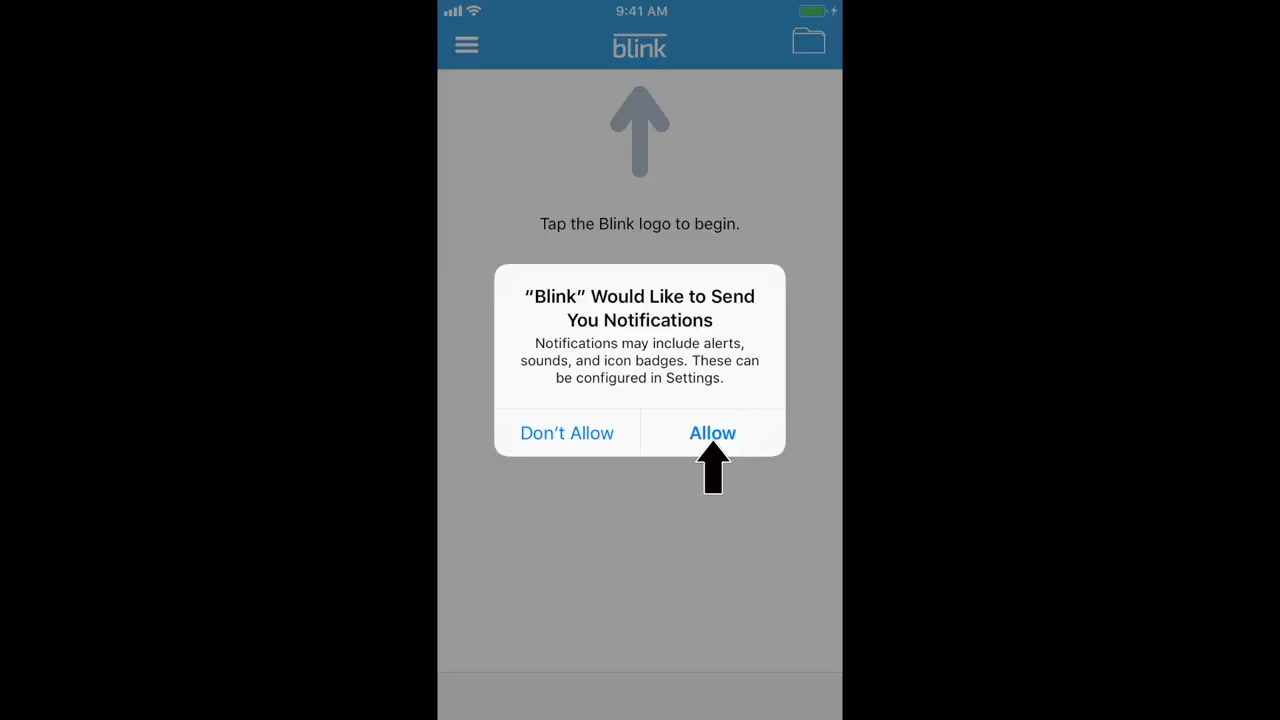 9:41 AM
blink
Tap the Blink logo to begin.
“Blink” Would Like to Send
You Notifications
Notifications may include alerts,
sounds, and icon badges. These can
be configured in Settings.
Don’t Allow
Allow